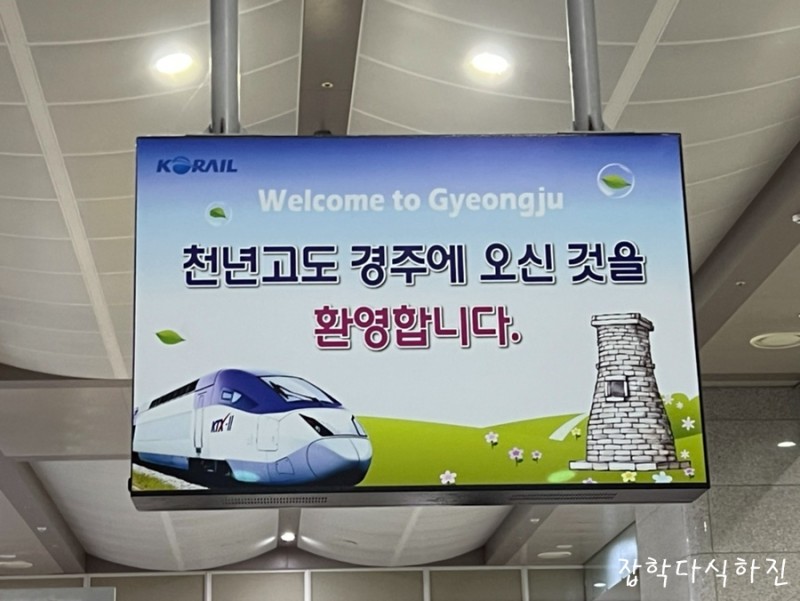 KORAIL
Welcome to Gyeongju
천년고도 경주에 오신 것을
환영합니다.
KTX-II
잡학다식하진